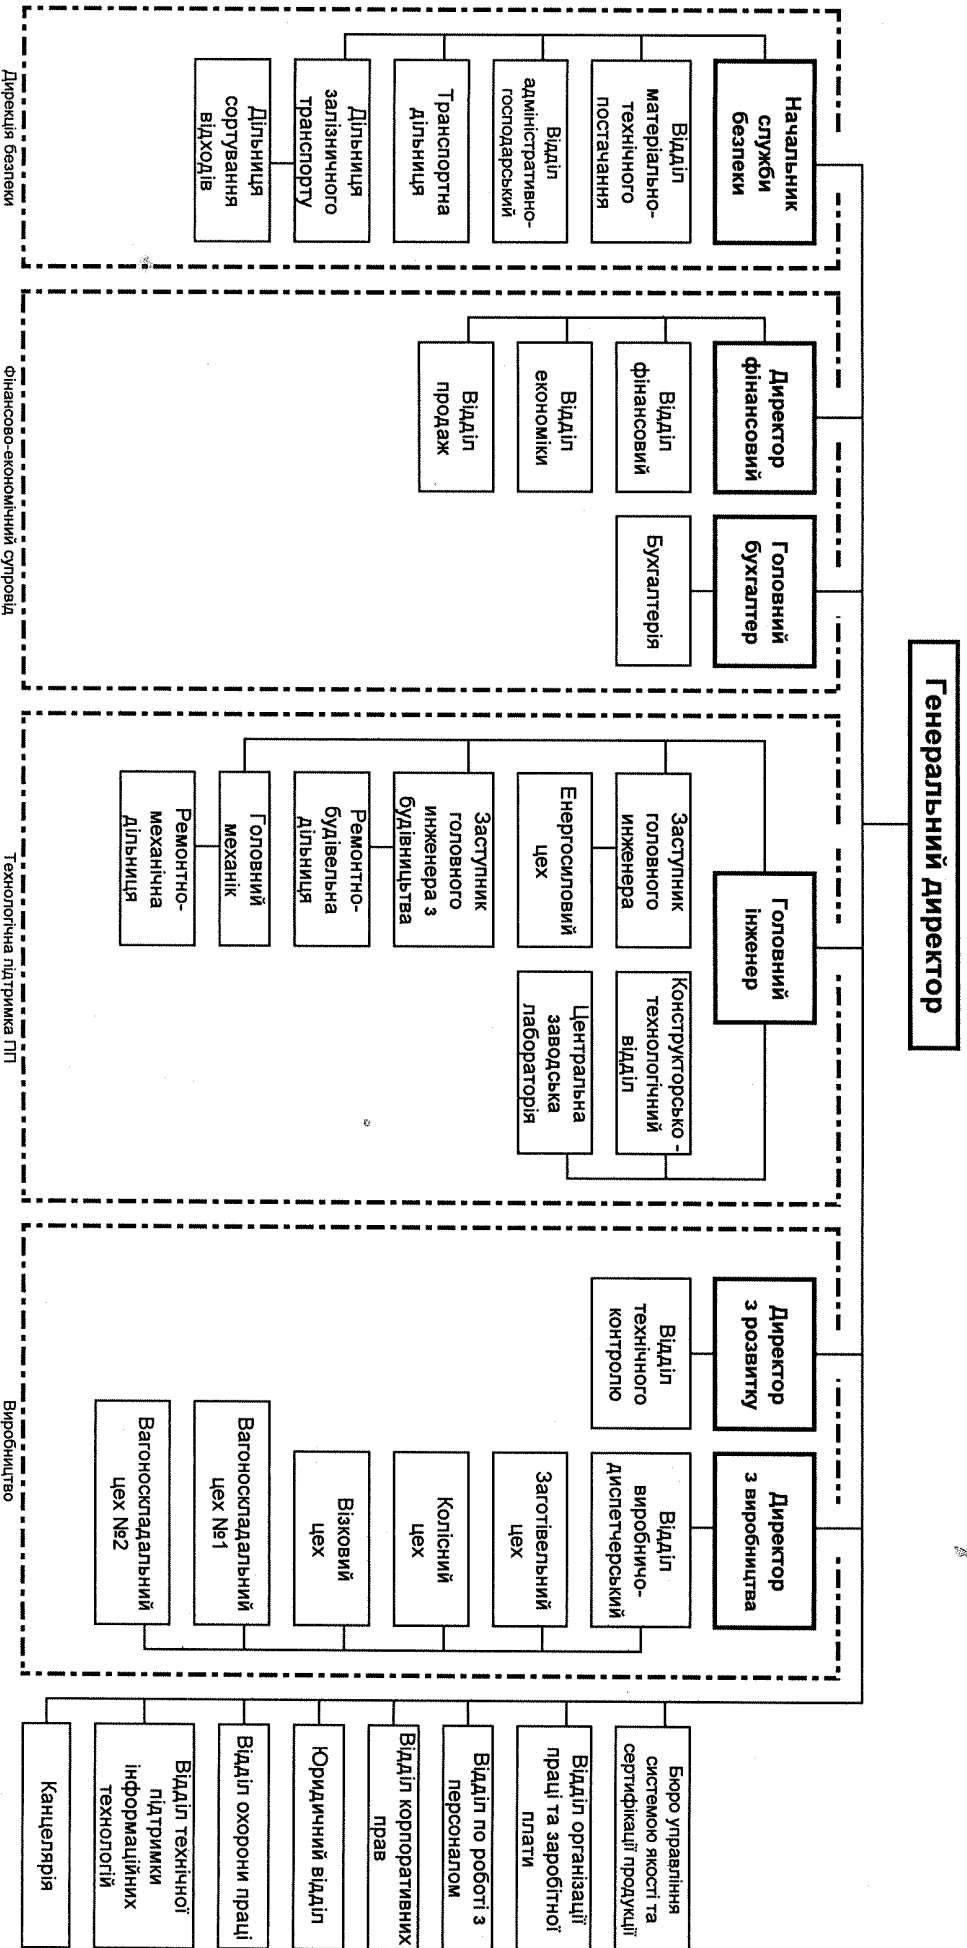 Генеральний директор
Начальник
служби
безпеки
Відділ
матеріально-
технічного
постачання
Відділ
адміністративно-
господарський
Транспортна
дільниця
Дільниця
залізничного
транспорту
Дільниця
сортування
відходів
Дирекція безпеки
Директор
фінансовий
Відділ
фінансовий
Відділ
економіки
Відділ
продаж
Головний
бухгалтер
Бухгалтерія
Фінансово-економічний супровід
Головний
інженер
Заступник
головного
инженера
Енергосиловий
цех
Заступник
головного
инженера з
будівництва
Ремонтно-
будівельна
дільниця
Головний
механік
Ремонтно-
механічна
дільниця
Конструкторсько -
технологічний
відділ
Центральна
заводська
лабораторія
Технологічна підтримка ПП
Директор
з розвитку
Відділ
технічного
контролю
Директор
з виробництва
Відділ
виробничо-
диспетчерський
Заготівельний
цех
Колісний
цех
Візковий
цех
Вагоноскладальний
цех №1
Вагоноскладальний
цех №2
Виробництво
Бюро управління
системою якості та
сертифікації продукції
Відділ організації
праці та заробітної
плати
Відділ по роботі з
персоналом
Відділ корпоративних
прав
Юридичний відділ
Відділ охорони праці
Відділ технічної
підтримки
інформаційних
технологій
Канцелярія